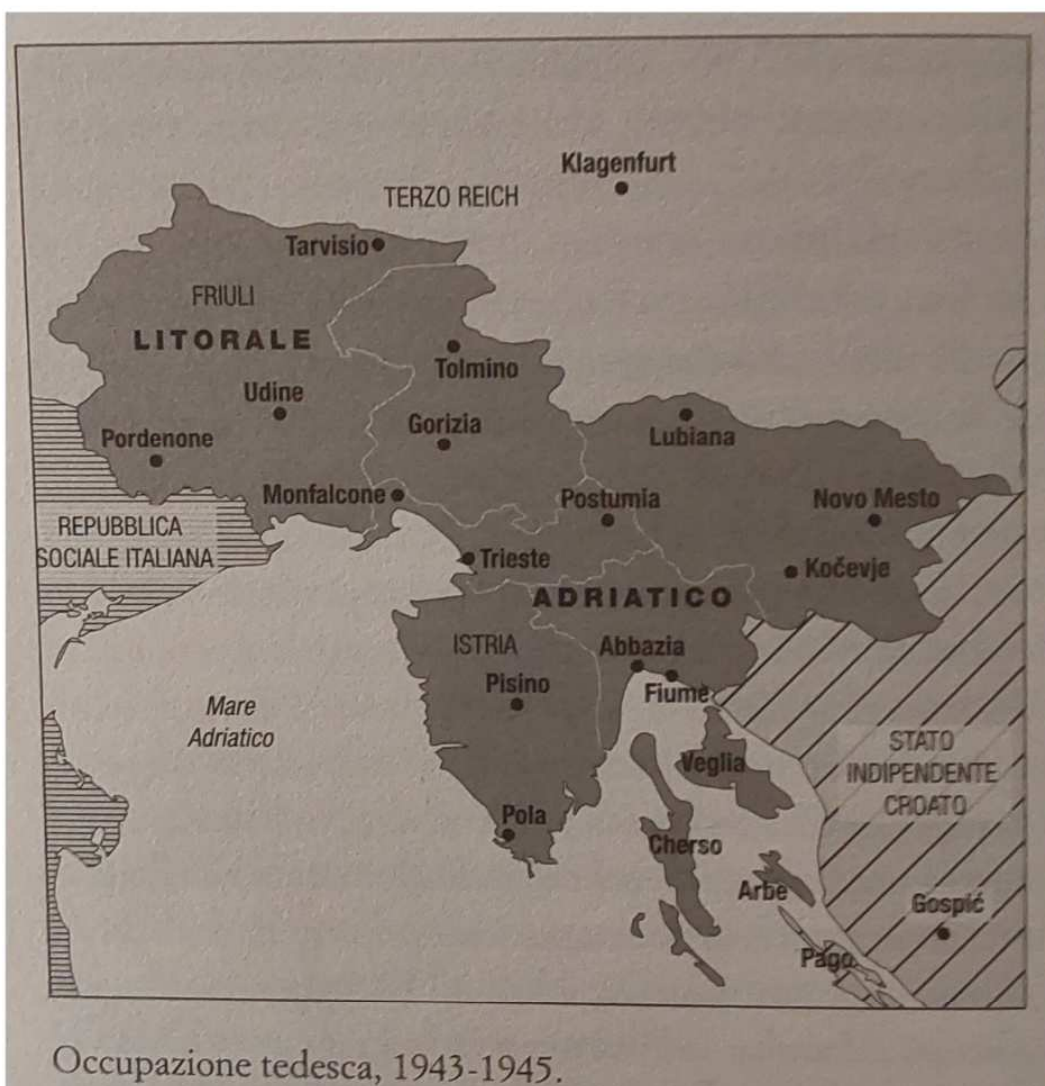 Klagenfurt
TERZO REICH
Tarvisio
FRIULI
LITORALE
Tolmino
Udine
Gorizia
Lubiana
Pordenone
Monfalcone
Postumia
Novo Mesto
REPUBBLICA
SOCIALE ITALIANA
Trieste
Kočevje
ADRIATICO
ISTRIA
Abbazia
Pisino
Fiume
Mare
Adriatico
Veglia
STATO
INDIPENDENTE
CROATO
Pola
Cherso
Arbe
Gospić
Pago
Occupazione tedesca, 1943-1945.